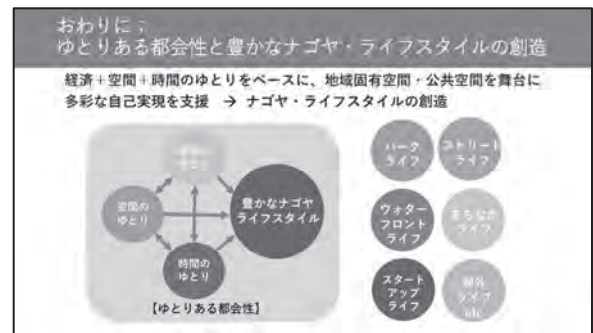 おわりに;
ゆとりある都会性と豊かなナゴヤ・ライフスタイルの創造
経済+空間+時間のゆとりをベースに、地域固有空間・公共空間を舞台に
多彩な自己実現を支援 → ナゴヤ・ライフスタイルの創造
ゆとり
空間の
ゆとり
豊かなナゴヤ
ライフスタイル
時間の
ゆとり
【ゆとりある都会性】
パーク
ライフ
ストリート
ライフ
ウォター
フロント
ライフ
まちなか
ライフ
スタート
アップ
ライフ
ライフ